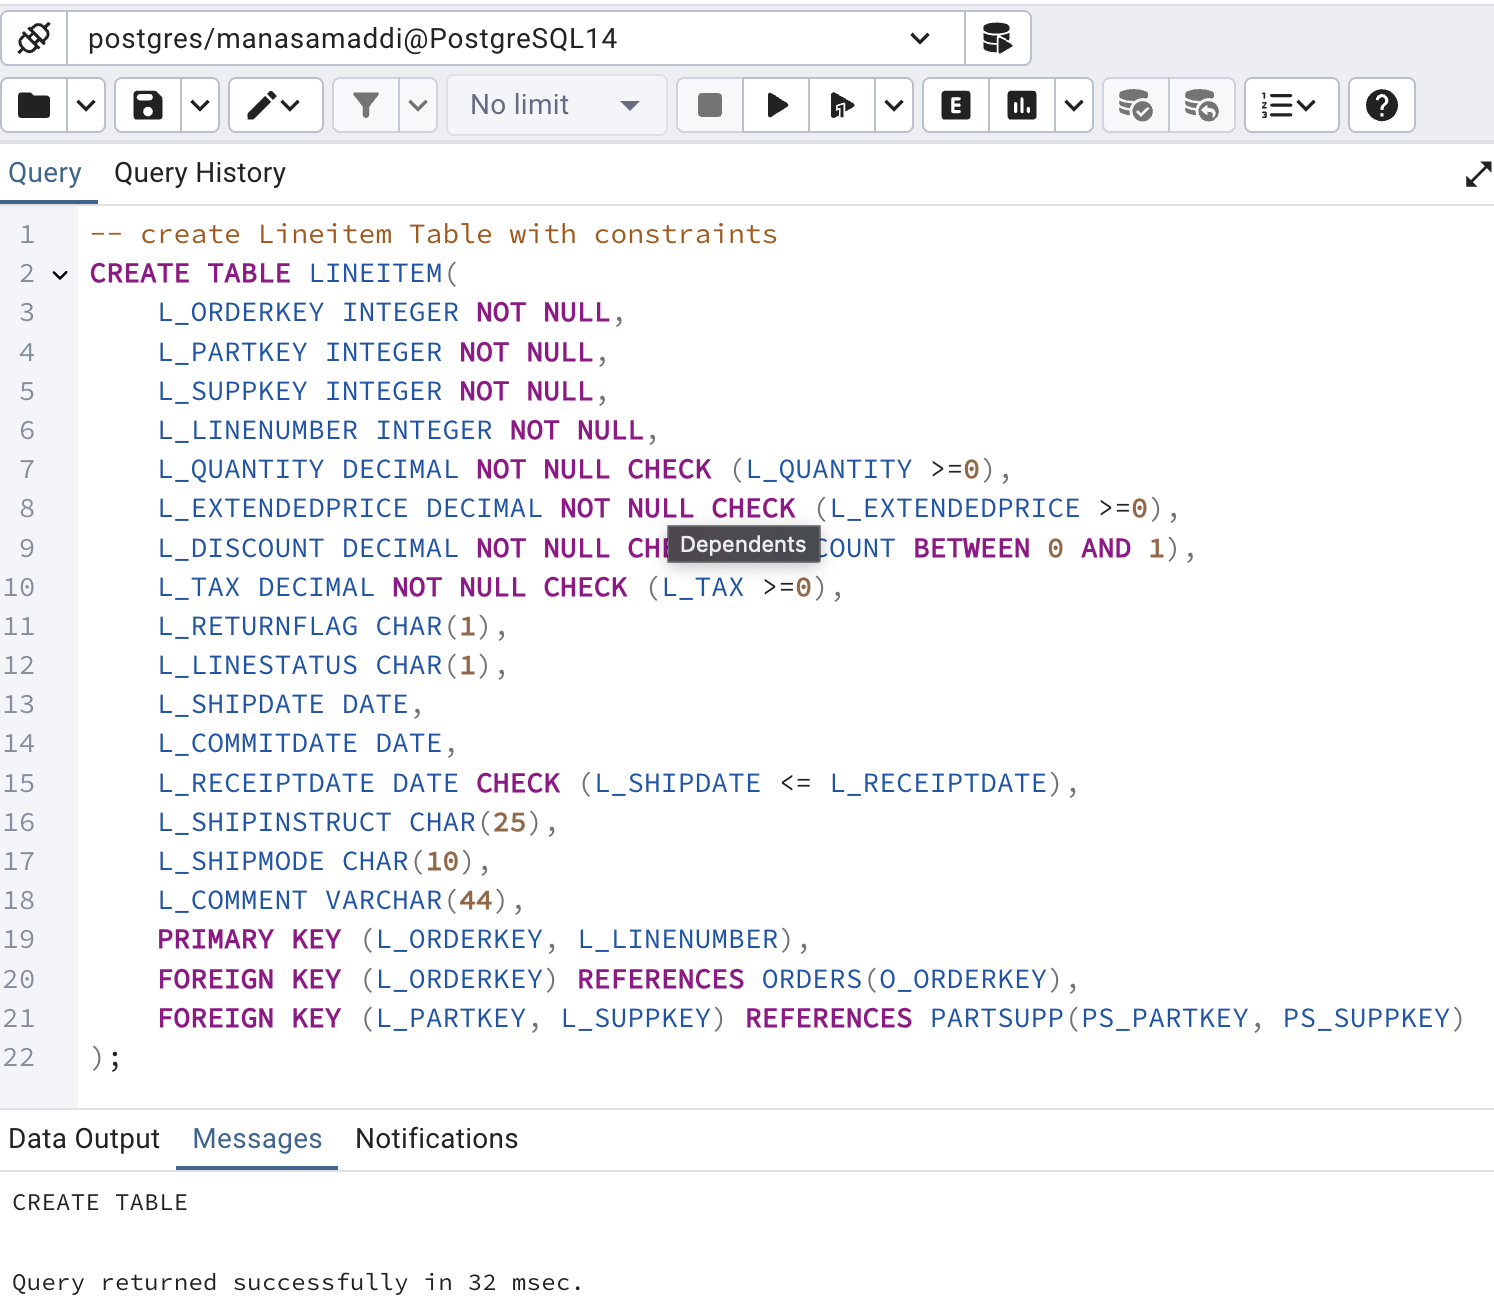 postgres/manasamaddi@PostgreSQL14
No limit
E
Query Query History
1 -- create Lineitem Table with constraints
2 CREATE TABLE LINEITEM(
3 L_ORDERKEY INTEGER NOT NULL,
4 L_PARTKEY INTEGER NOT NULL,
5 L_SUPPKEY INTEGER NOT NULL,
6 L_LINENUMBER INTEGER NOT NULL,
7 L_QUANTITY DECIMAL NOT NULL CHECK (L_QUANTITY >=0),
8 L_EXTENDEDPRICE DECIMAL NOT NULL CHECK (L_EXTENDEDPRICE >=0),
9 L_DISCOUNT DECIMAL NOT NULL CHE Dependents COUNT BETWEEN 0 AND 1),
10 L_TAX DECIMAL NOT NULL CHECK (L_TAX >=0),
11 L_RETURNFLAG CHAR(1),
12 L_LINESTATUS CHAR(1),
13 L_SHIPDATE DATE,
14 L_COMMITDATE DATE,
15 L_RECEIPTDATE DATE CHECK (L_SHIPDATE <= L_RECEIPTDATE),
16 L_SHIPINSTRUCT CHAR(25),
17 L_SHIPMODE CHAR(10),
18 L_COMMENT VARCHAR(44),
19 PRIMARY KEY (L_ORDERKEY, L_LINENUMBER),
20 FOREIGN KEY (L_ORDERKEY) REFERENCES ORDERS(O_ORDERKEY),
21 FOREIGN KEY (L_PARTKEY, L_SUPPKEY) REFERENCES PARTSUPP(PS_PARTKEY, PS_SUPPKEY)
22 );
Data Output Messages Notifications
CREATE TABLE
Query returned successfully in 32 msec.